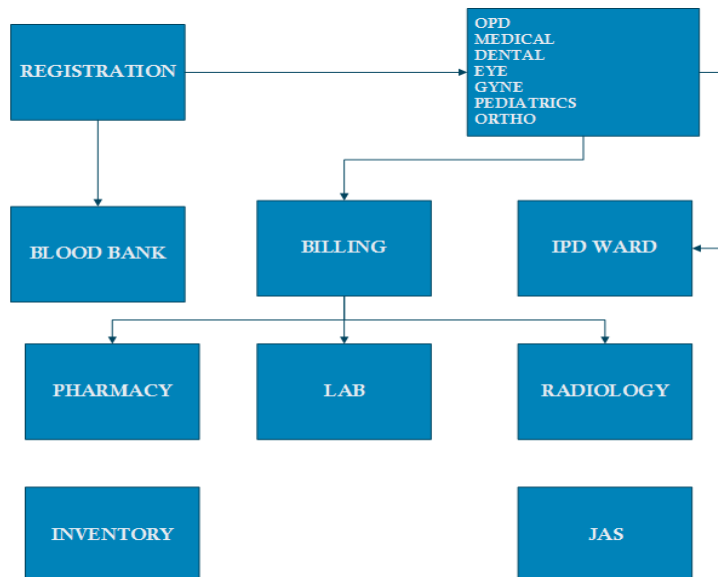 REGISTRATION
OPD
MEDICAL
DENTAL
EYE
GYNE
PEDIATRICS
ORTHO
BLOOD BANK
BILLING
IPD WARD
PHARMACY
LAB
RADIOLOGY
INVENTORY
JAS